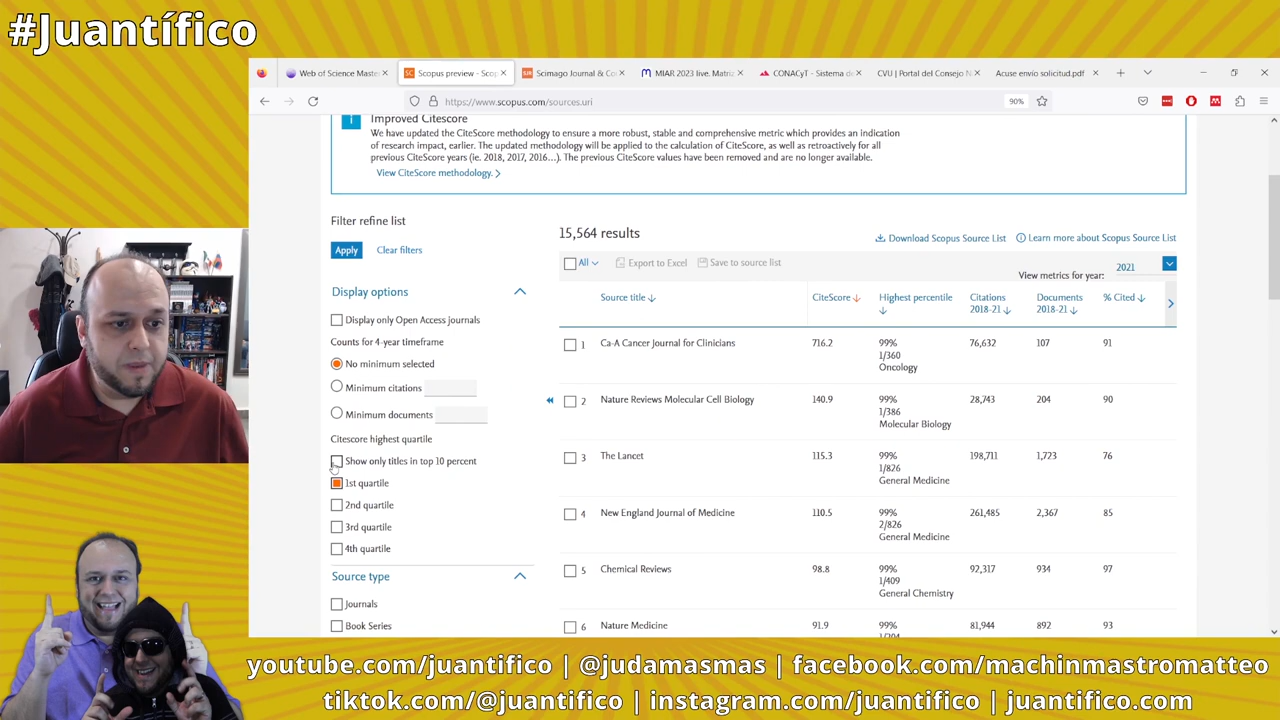 #Juantífico
Web of Science Maste
Scopus preview - Scop
Scimago Journal & Co
MIAR 2023 live. Matriz
CONACyT - Sistema de
CVU | Portal del Consejo N
Acuse envio solicitud.pdf
https://www.scopus.com/sources.uri
90%
Improved Citescore
We have updated the CiteScore methodology to ensure a more robust, stable and comprehensive metric which provides an indication
of research impact, earlier. The updated methodology will be applied to the calculation of CiteScore, as well as retroactively for all
previous CiteScore years (ie. 2018, 2017, 2016...). The previous CiteScore values have been removed and are no longer available.
View CiteScore methodology.
Filter refine list
Apply
Clear filters
Display options
Display only Open Access journals
Counts for 4-year timeframe
No minimum selected
Minimum citations
Minimum documents
Citescore highest quartile
Show only titles in top 10 percent
1st quartile
2nd quartile
3rd quartile
4th quartile
Source type
Journals
Book Series
15,564 results
Download Scopus Source List
Learn more about Scopus Source List
All
Export to Excel
Save to source list
View metrics for year:
2021
Source title
CiteScore
Highest percentile
Citations
2018-21
Documents
2018-21
% Cited
1 Ca-A Cancer Journal for Clinicians 716.2 99% 76,632 107 91
1/360
Oncology
2 Nature Reviews Molecular Cell Biology 140.9 99% 28,743 204 90
1/386
Molecular Biology
3 The Lancet 115.3 99% 198,711 1,723 76
1/826
General Medicine
4 New England Journal of Medicine 110.5 99% 261,485 2,367 85
2/826
General Medicine
5 Chemical Reviews 98.8 99% 92,317 934 97
1/409
General Chemistry
6 Nature Medicine 91.9 99% 81,944 892 93
youtube.com/juantifico | @judamasmas | facebook.com/machinmastromatteo
tiktok.com/@juantifico | instagram.com/juantifico | juantifico.com